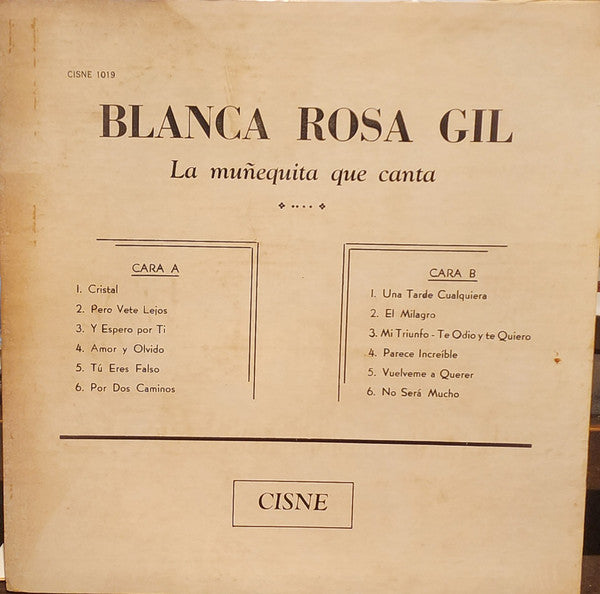 CISNE 1019
BLANCA ROSA GIL
La muñequita que canta
CARA A
1. Cristal
2. Pero Vete Lejos
3. Y Espero por Ti
4. Amor y Olvido
5. Tú Eres Falso
6. Por Dos Caminos
CARA B
1. Una Tarde Cualquiera
2. El Milagro
3. Mi Triunfo - Te Odio y te Quiero
4. Parece Increíble
5. Vuelveme a Querer
6. No Será Mucho
CISNE